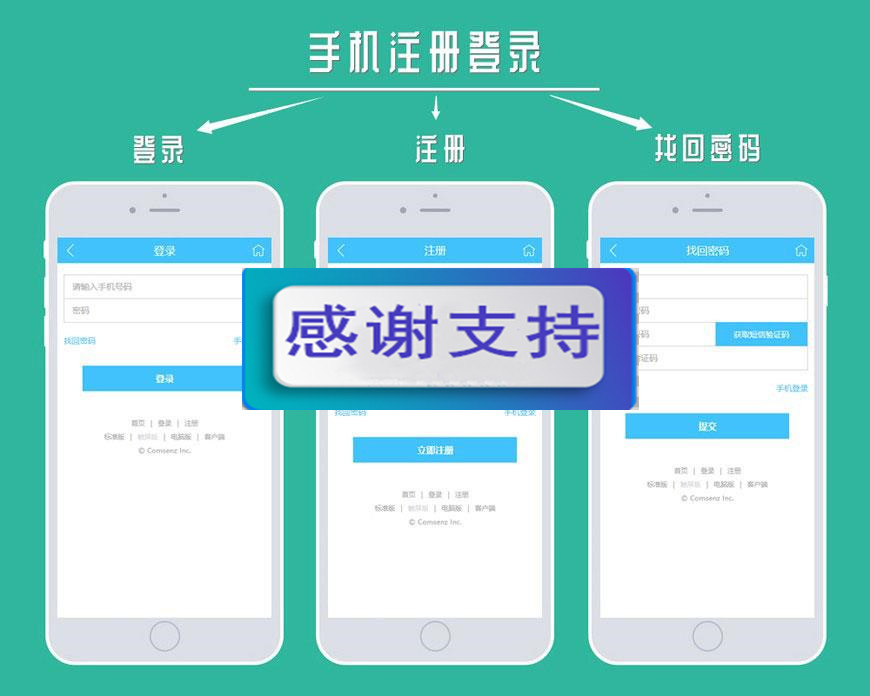 手机注册登录
登录
注册
找回密码
登录
请输入手机号码
密码
找回密码
手
登录
首页 | 登录 | 注册
标准版 | 触屏版 | 电脑版 | 客户端
© Comsenz Inc.
注册
感谢支持
找回密码
手机登录
立即注册
首页 | 登录 | 注册
标准版 | 触屏版 | 电脑版 | 客户端
© Comsenz Inc.
找回密码
码
码
获取短信验证码
证码
手机登录
提交
首页 | 登录 | 注册
标准版 | 触屏版 | 电脑版 | 客户端
© Comsenz Inc.